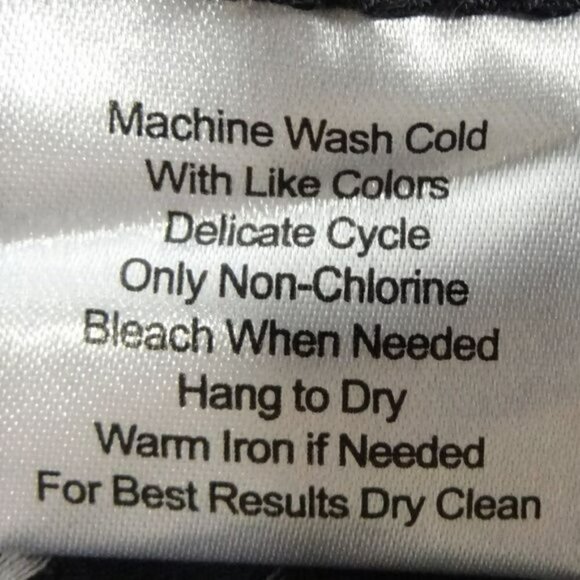 Machine Wash Cold
With Like Colors
Delicate Cycle
Only Non-Chlorine
Bleach When Needed
Hang to Dry
Warm Iron if Needed
For Best Results Dry Clean